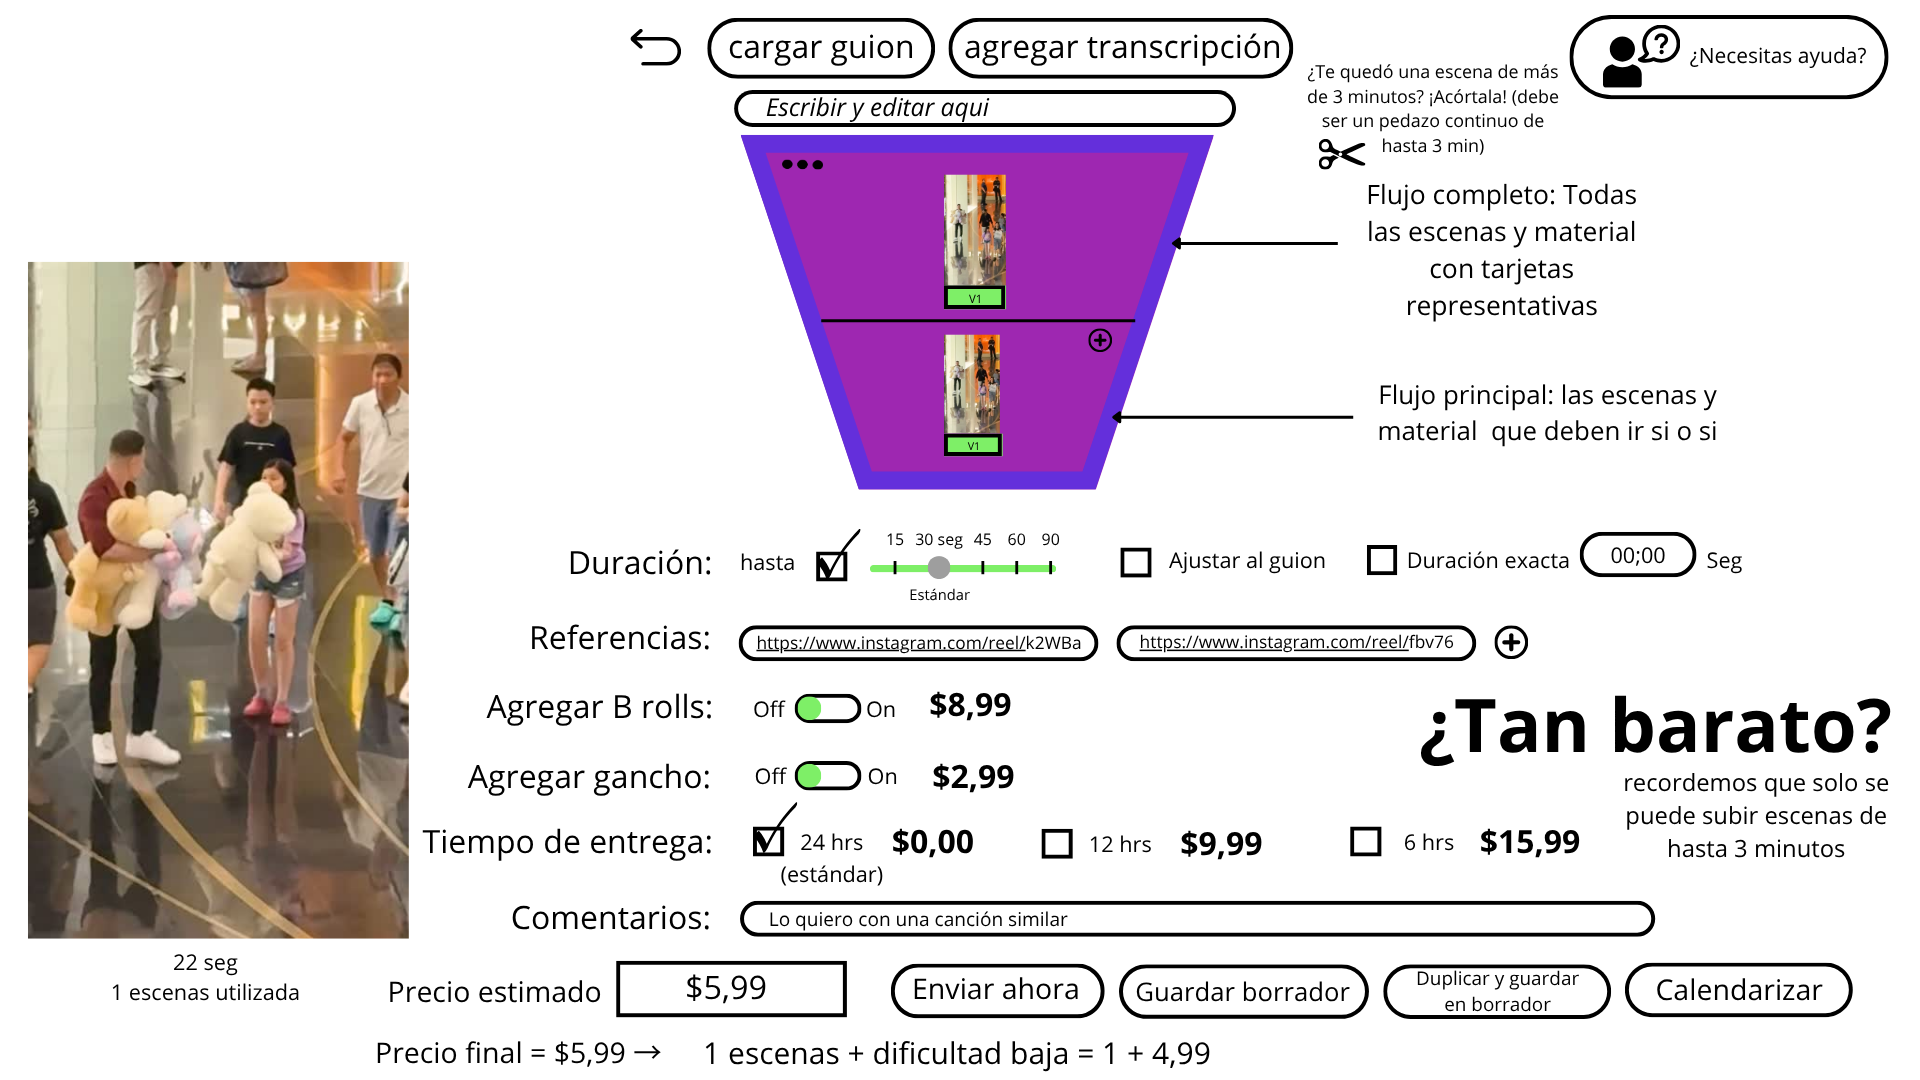 cargar guion
agregar transcripción
¿Necesitas ayuda?
Escribir y editar aqui
¿Te quedó una escena de más
de 3 minutos? ¡Acórtala! (debe
ser un pedazo continuo de
hasta 3 min)
V1
Flujo completo: Todas
las escenas y material
con tarjetas
representativas
V1
Flujo principal: las escenas y
material  que deben ir si o si
Duración:
hasta
15 30 seg 45 60 90
Estándar
Ajustar al guion
Duración exacta
00;00
Seg
Referencias:
https://www.instagram.com/reel/k2WBa
https://www.instagram.com/reel/fbv76
Agregar B rolls:
Off
On
$8,99
Agregar gancho:
Off
On
$2,99
¿Tan barato?
recordemos que solo se
puede subir escenas de
hasta 3 minutos
Tiempo de entrega:
24 hrs
(estándar)
$0,00
12 hrs
$9,99
6 hrs
$15,99
Comentarios:
Lo quiero con una canción similar
22 seg
1 escenas utilizada
Precio estimado
$5,99
Enviar ahora
Guardar borrador
Duplicar y guardar
en borrador
Calendarizar
Precio final = $5,99 → 1 escenas + dificultad baja = 1 + 4,99